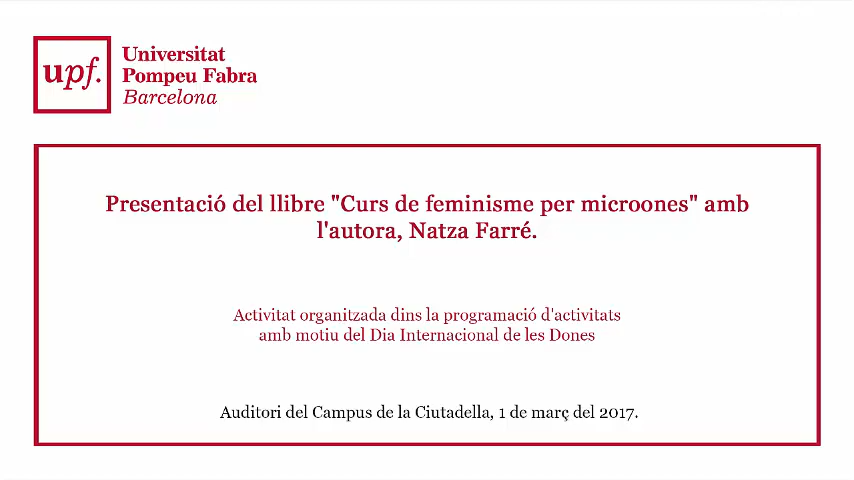 upf.
Universitat
Pompeu Fabra
Barcelona
Presentació del llibre "Curs de feminisme per microones" amb
l'autora, Natza Farré.
Activitat organitzada dins la programació d'activitats
amb motiu del Dia Internacional de les Dones
Auditori del Campus de la Ciutadella, 1 de març del 2017.